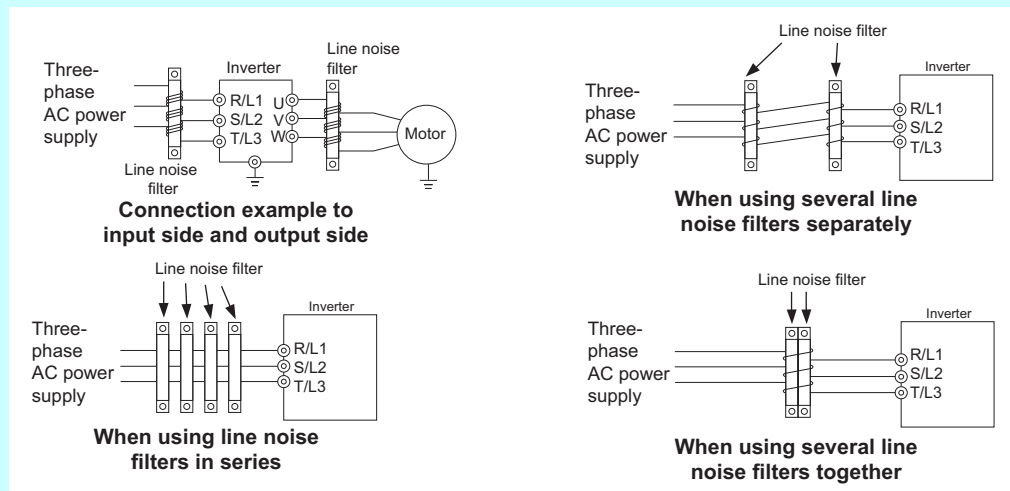 Three-
phase
AC power
supply
Inverter
Line noise
filter
R/L1
S/L2
T/L3
U
V
W
Motor
Line noise
filter
Connection example to
input side and output side
Line noise filter
Inverter
Three-
phase
AC power
supply
R/L1
S/L2
T/L3
When using several line
noise filters separately
Line noise filter
Inverter
Three-
phase
AC power
supply
R/L1
S/L2
T/L3
When using line noise
filters in series
Line noise filter
Inverter
Three-
phase
AC power
supply
R/L1
S/L2
T/L3
When using several line
noise filters together